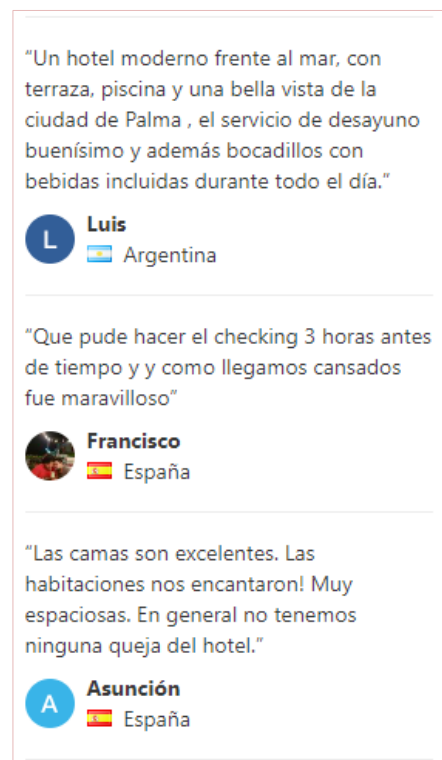 “Un hotel moderno frente al mar, con
terraza, piscina y una bella vista de la
ciudad de Palma , el servicio de desayuno
buenísimo y además bocadillos con
bebidas incluidas durante todo el día.”
L
Luis
Argentina
“Que pude hacer el checking 3 horas antes
de tiempo y y como llegamos cansados
fue maravilloso”
Francisco
España
“Las camas son excelentes. Las
habitaciones nos encantaron! Muy
espaciosas. En general no tenemos
ninguna queja del hotel.”
A
Asunción
España